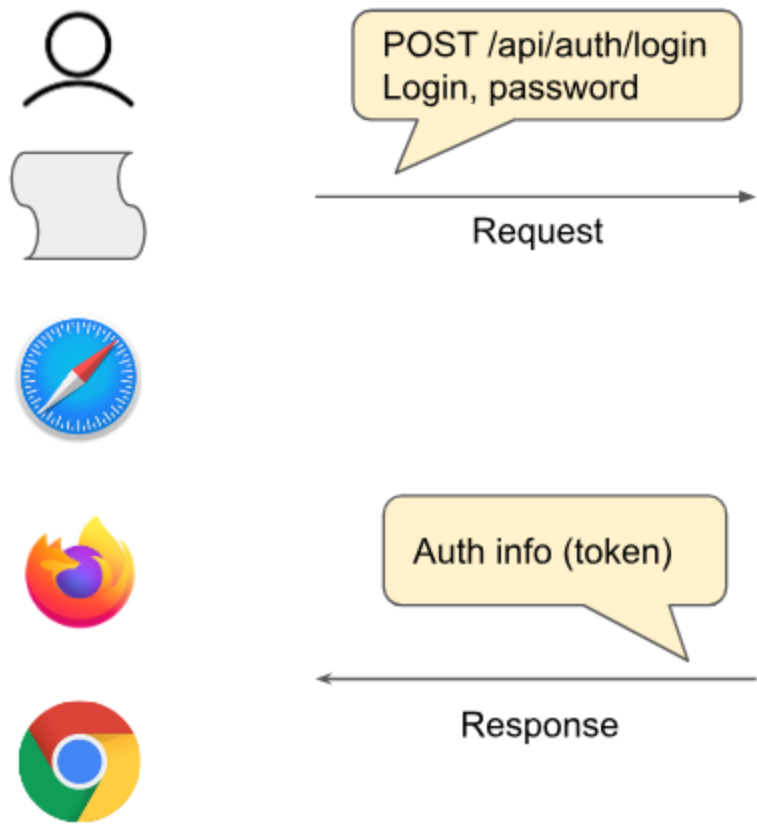 POST /api/auth/login
Login, password
Request
Auth info (token)
Response